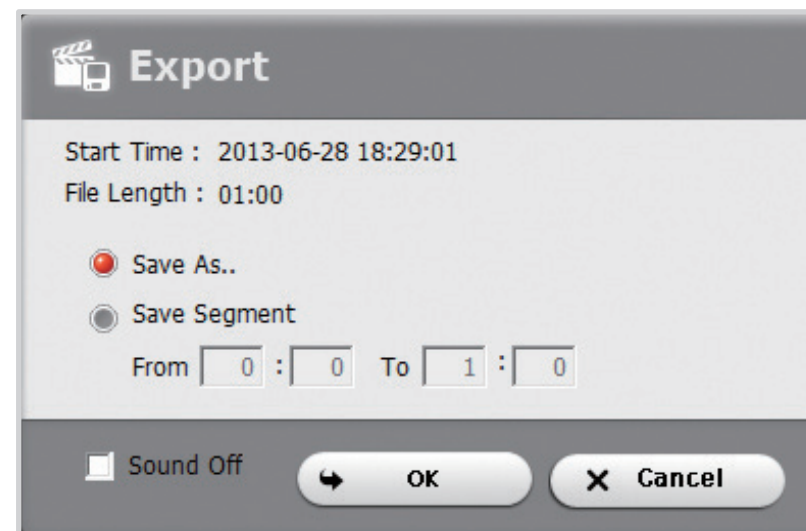 Export
Start Time : 2013-06-28 18:29:01
File Length : 01:00
Save As..
Save Segment
From 0 : 0 To 1 : 0
Sound Off OK Cancel